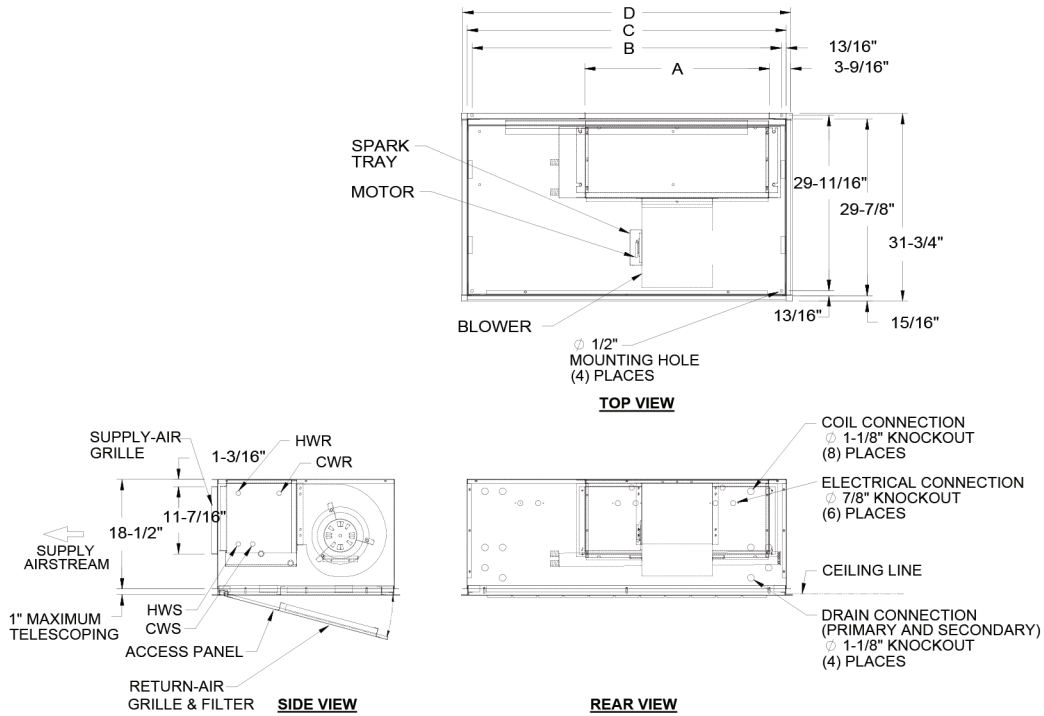 D
C
B
13/16"
A
3-9/16"
SPARK
TRAY
MOTOR
29-11/16"
29-7/8"
31-3/4"
13/16"
15/16"
BLOWER
∅ 1/2"
MOUNTING HOLE
(4) PLACES
TOP VIEW
SUPPLY-AIR
GRILLE
1-3/16"
HWR
CWR
11-7/16"
18-1/2"
SUPPLY
AIRSTREAM
1" MAXIMUM
TELESCOPING
HWS
CWS
ACCESS PANEL
RETURN-AIR
GRILLE & FILTER
SIDE VIEW
COIL CONNECTION
∅ 1-1/8" KNOCKOUT
(8) PLACES
ELECTRICAL CONNECTION
∅ 7/8" KNOCKOUT
(6) PLACES
CEILING LINE
DRAIN CONNECTION
(PRIMARY AND SECONDARY)
∅ 1-1/8" KNOCKOUT
(4) PLACES
REAR VIEW